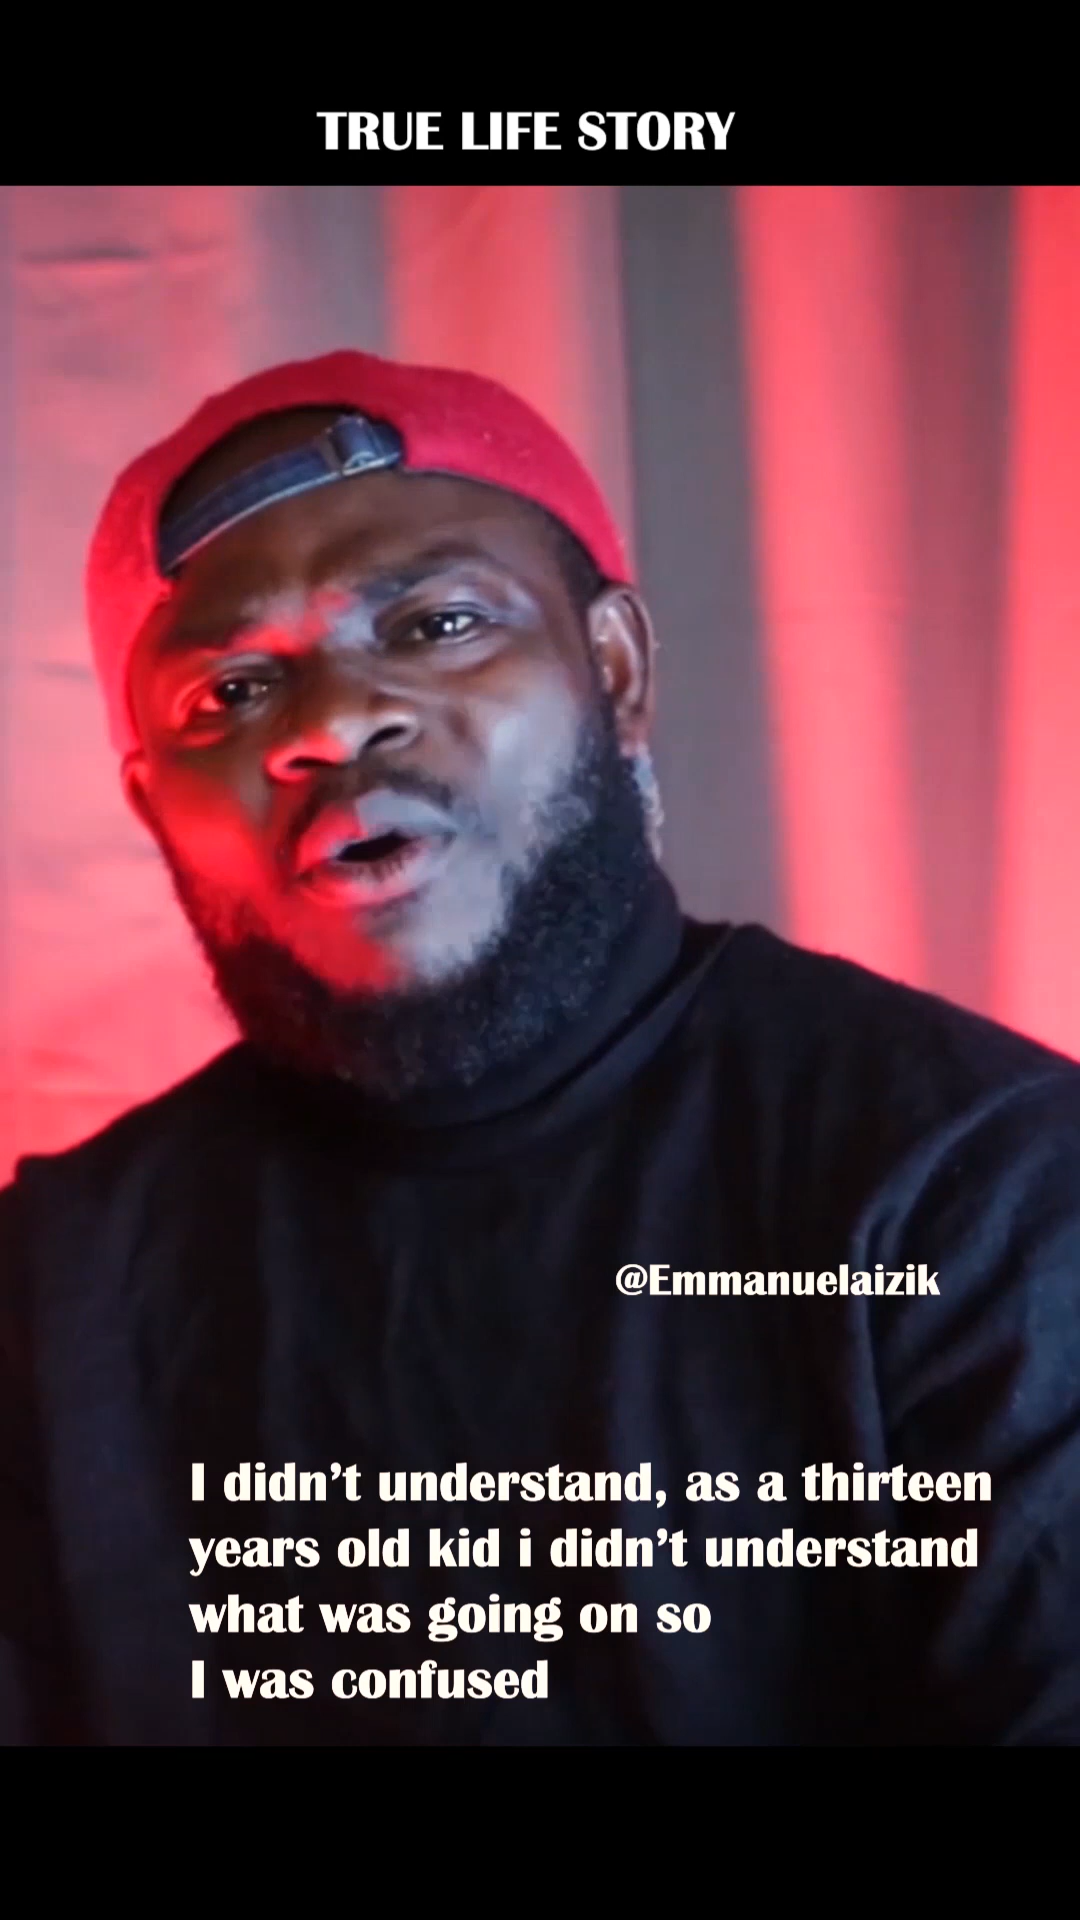 TRUE LIFE STORY
@Emmanuelaizik
I didn’t understand, as a thirteen
years old kid i didn’t understand
what was going on so
I was confused